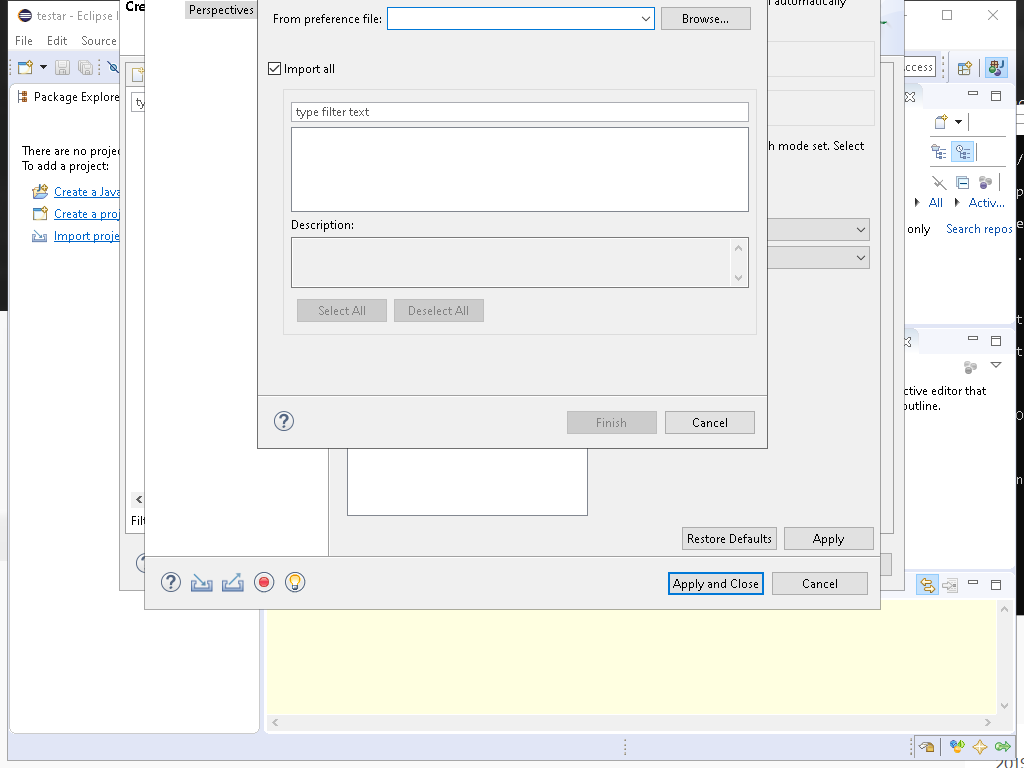 testar - Eclipse I
Cre
Perspectives
automatically
From preference file:
Browse...
File Edit Source
Import all
ccess
Package Explore
ty
type filter text
There are no projec
To add a project:
h mode set. Select
Create a Java
All
Activ...
Create a proj
Description:
only
Search repos
Import proje
Select All
Deselect All
ctive editor that
outline.
Finish
Cancel
Filt
Restore Defaults
Apply
Apply and Close
Cancel
2019